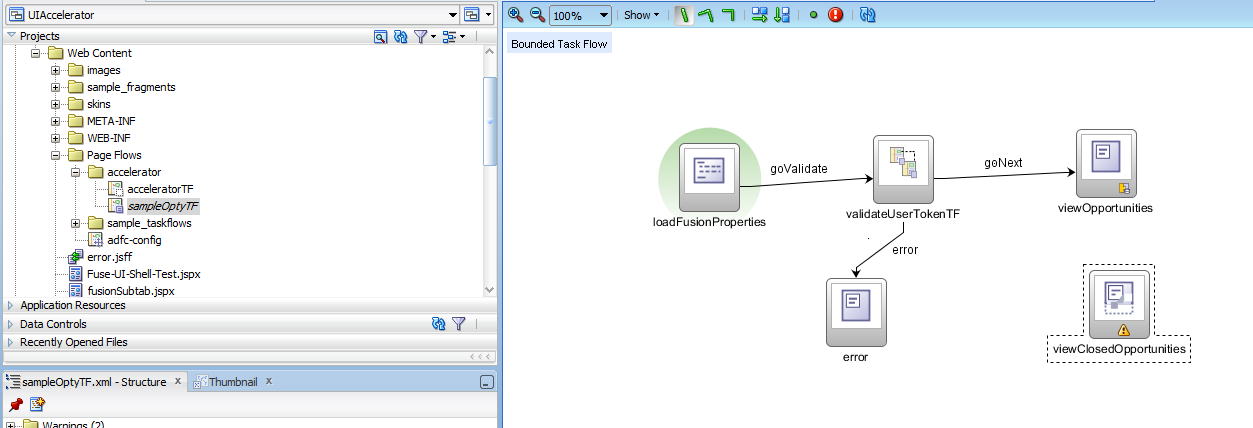 UIAccelerator
Projects
Web Content
images
sample_fragments
skins
META-INF
WEB-INF
Page Flows
accelerator
acceleratorTF
sampleOptyTF
sample_taskflows
adfc-config
error.jsff
Fuse-UI-Shell-Test.jspx
fusionSubtab.jspx
Application Resources
Data Controls
Recently Opened Files
sampleOptyTF.xml - Structure x
Thumbnail x
Warnings (2)
100%
Show
Bounded Task Flow
goValidate
goNext
loadFusionProperties
validateUserTokenTF
viewOpportunities
error
error
viewClosedOpportunities